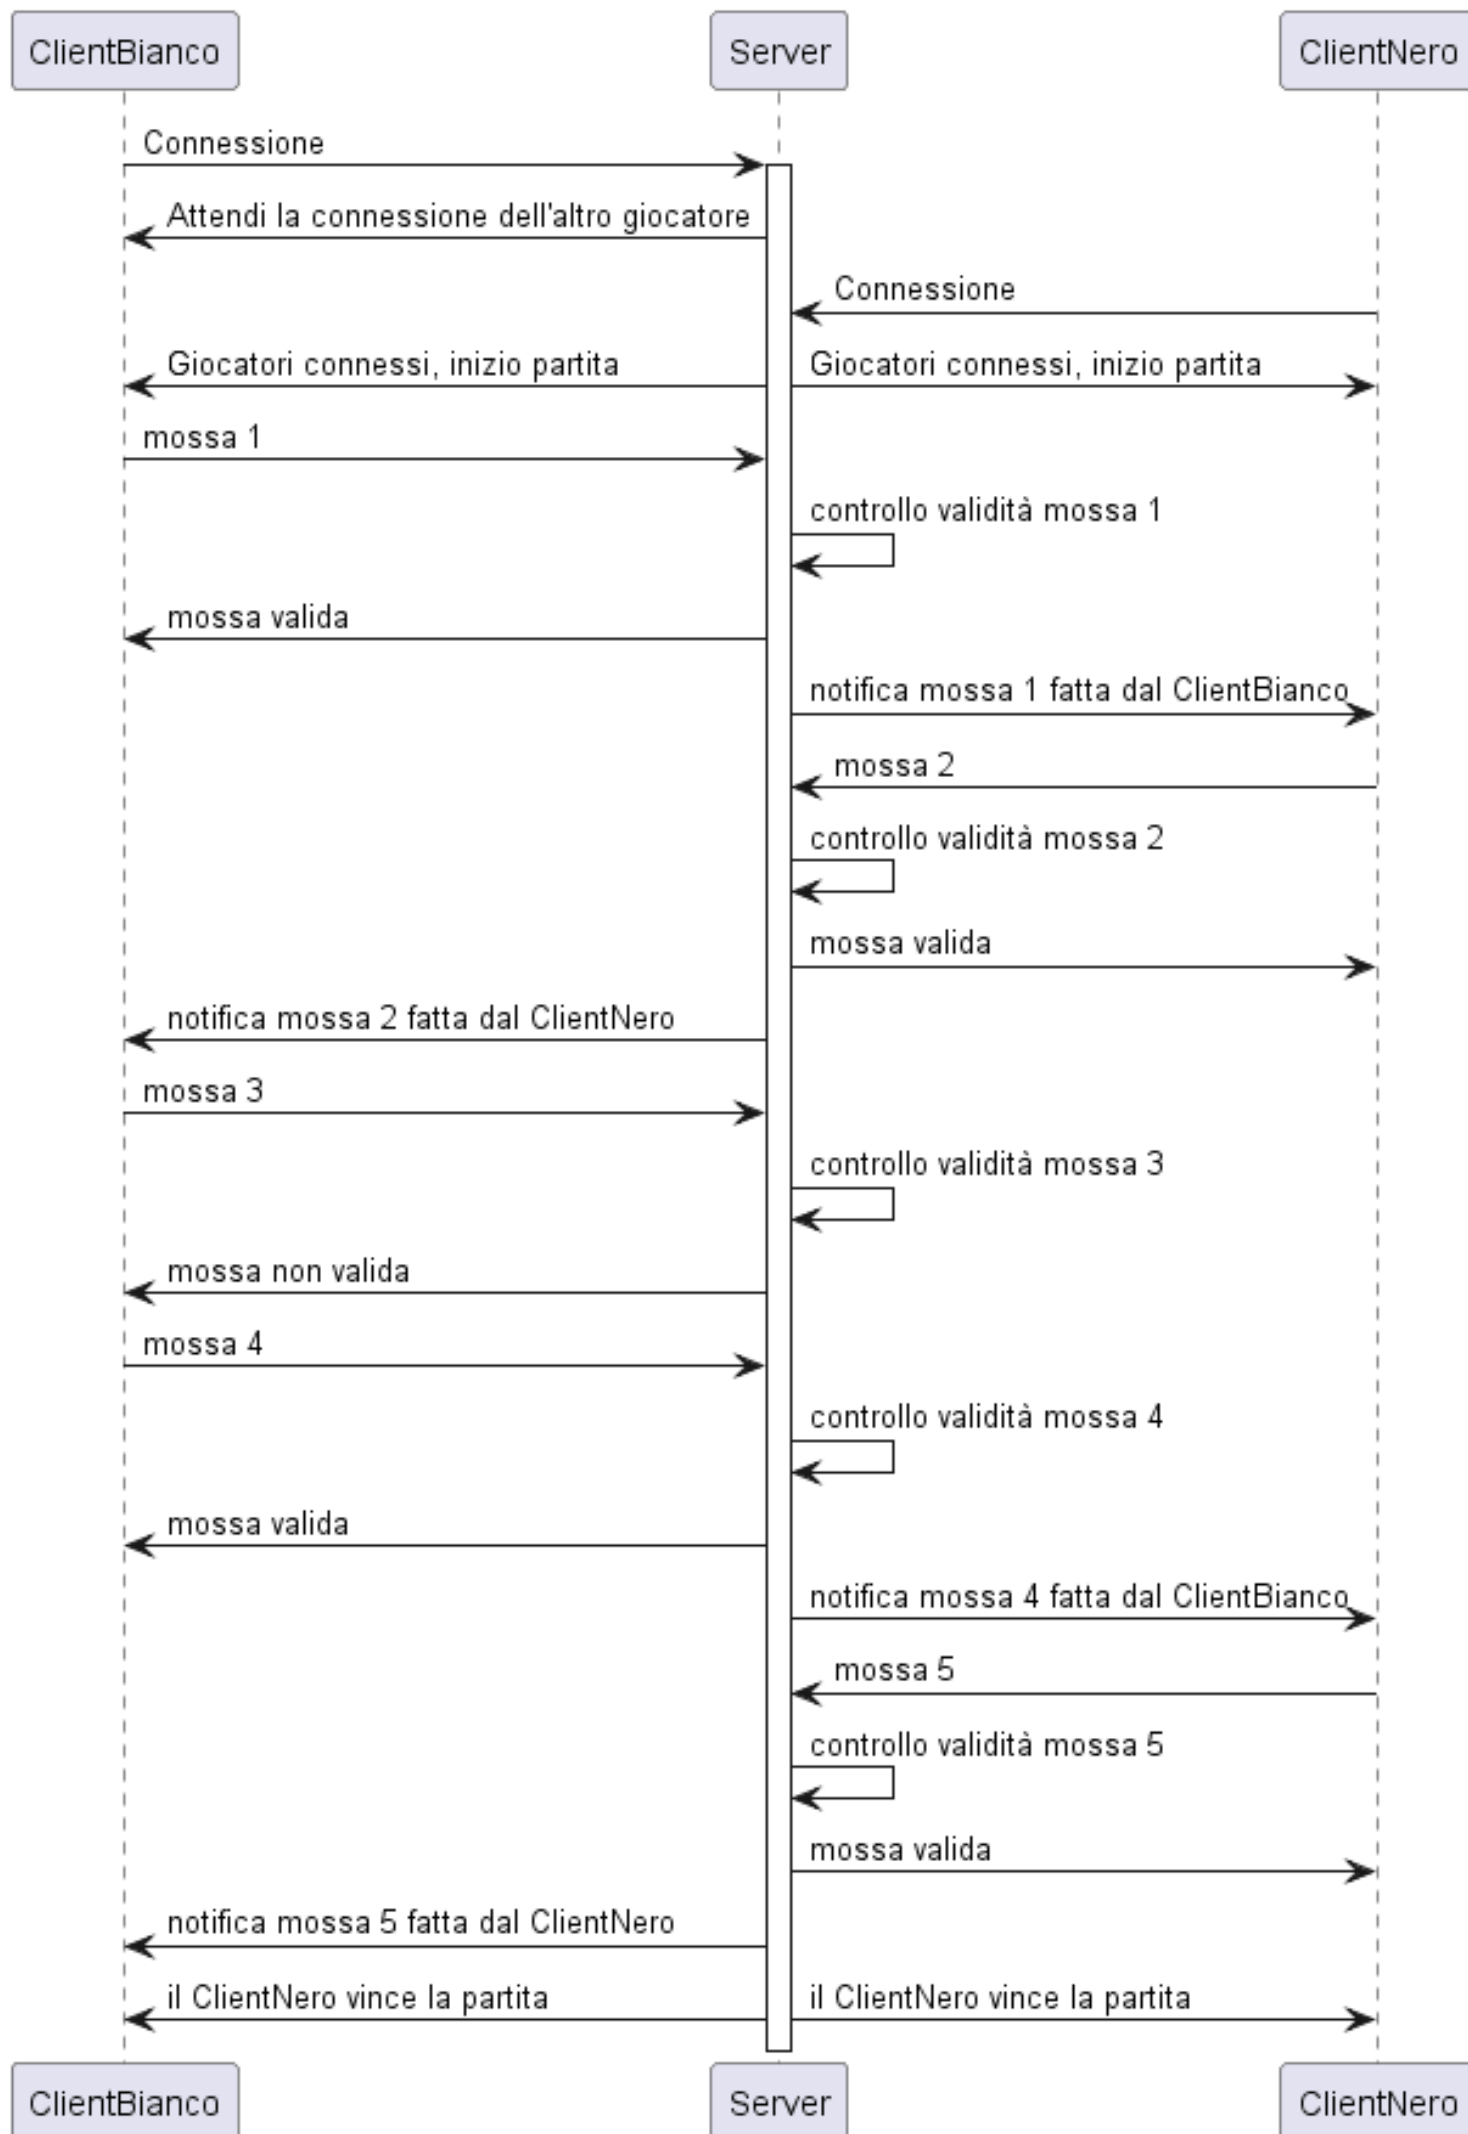 ClientBianco
Server
ClientNero
Connessione
Attendi la connessione dell'altro giocatore
Connessione
Giocatori connessi, inizio partita
Giocatori connessi, inizio partita
mossa 1
controllo validità mossa 1
mossa valida
notifica mossa 1 fatta dal ClientBianco
mossa 2
controllo validità mossa 2
mossa valida
notifica mossa 2 fatta dal ClientNero
mossa 3
controllo validità mossa 3
mossa non valida
mossa 4
controllo validità mossa 4
mossa valida
notifica mossa 4 fatta dal ClientBianco
mossa 5
controllo validità mossa 5
mossa valida
notifica mossa 5 fatta dal ClientNero
il ClientNero vince la partita
il ClientNero vince la partita
ClientBianco
Server
ClientNero